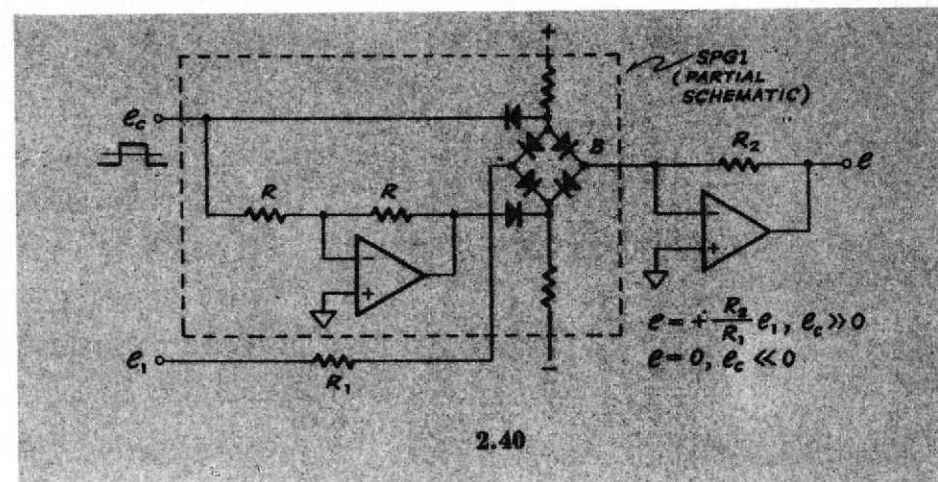 +
SPG1
(PARTIAL
SCHEMATIC)
e_c
B
R_2
e
R
R
−
+
−
+
e = + R_2/R_1 e_1, e_c ≫ 0
e = 0, e_c ≪ 0
e_1
R_1
−
2.40